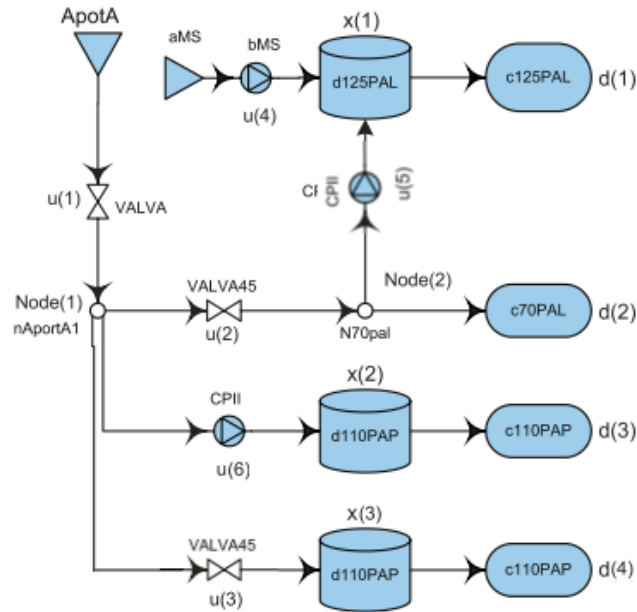 ApotA
aMS
bMS
u(4)
x(1)
d125PAL
c125PAL
d(1)
u(1)
VALVA
CPII
u(5)
Node(1)
nAportA1
VALVA45
u(2)
Node(2)
N70pal
c70PAL
d(2)
CPII
u(6)
x(2)
d110PAP
c110PAP
d(3)
VALVA45
u(3)
x(3)
d110PAP
c110PAP
d(4)